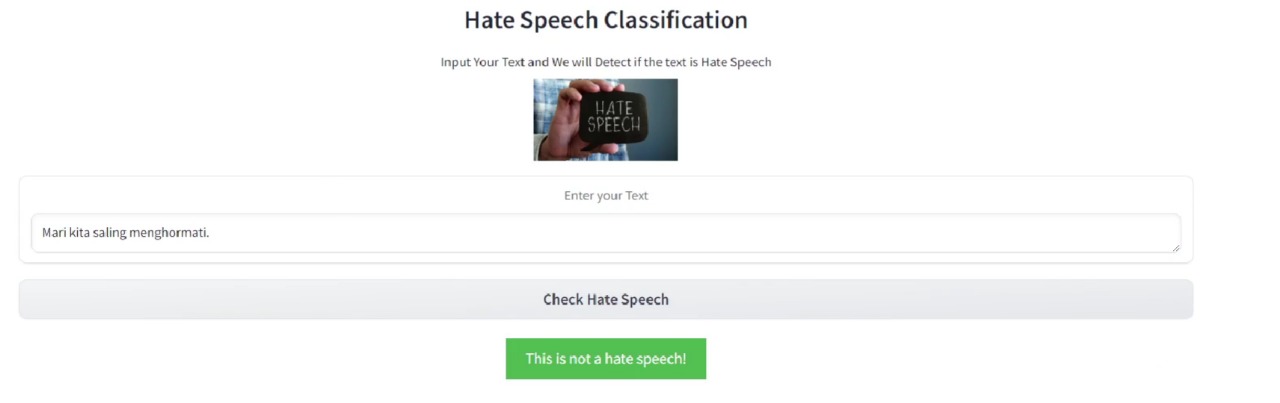 Hate Speech Classification
Input Your Text and We will Detect if the text is Hate Speech
HATE
SPEECH
Enter your Text
Mari kita saling menghormati.
Check Hate Speech
This is not a hate speech!